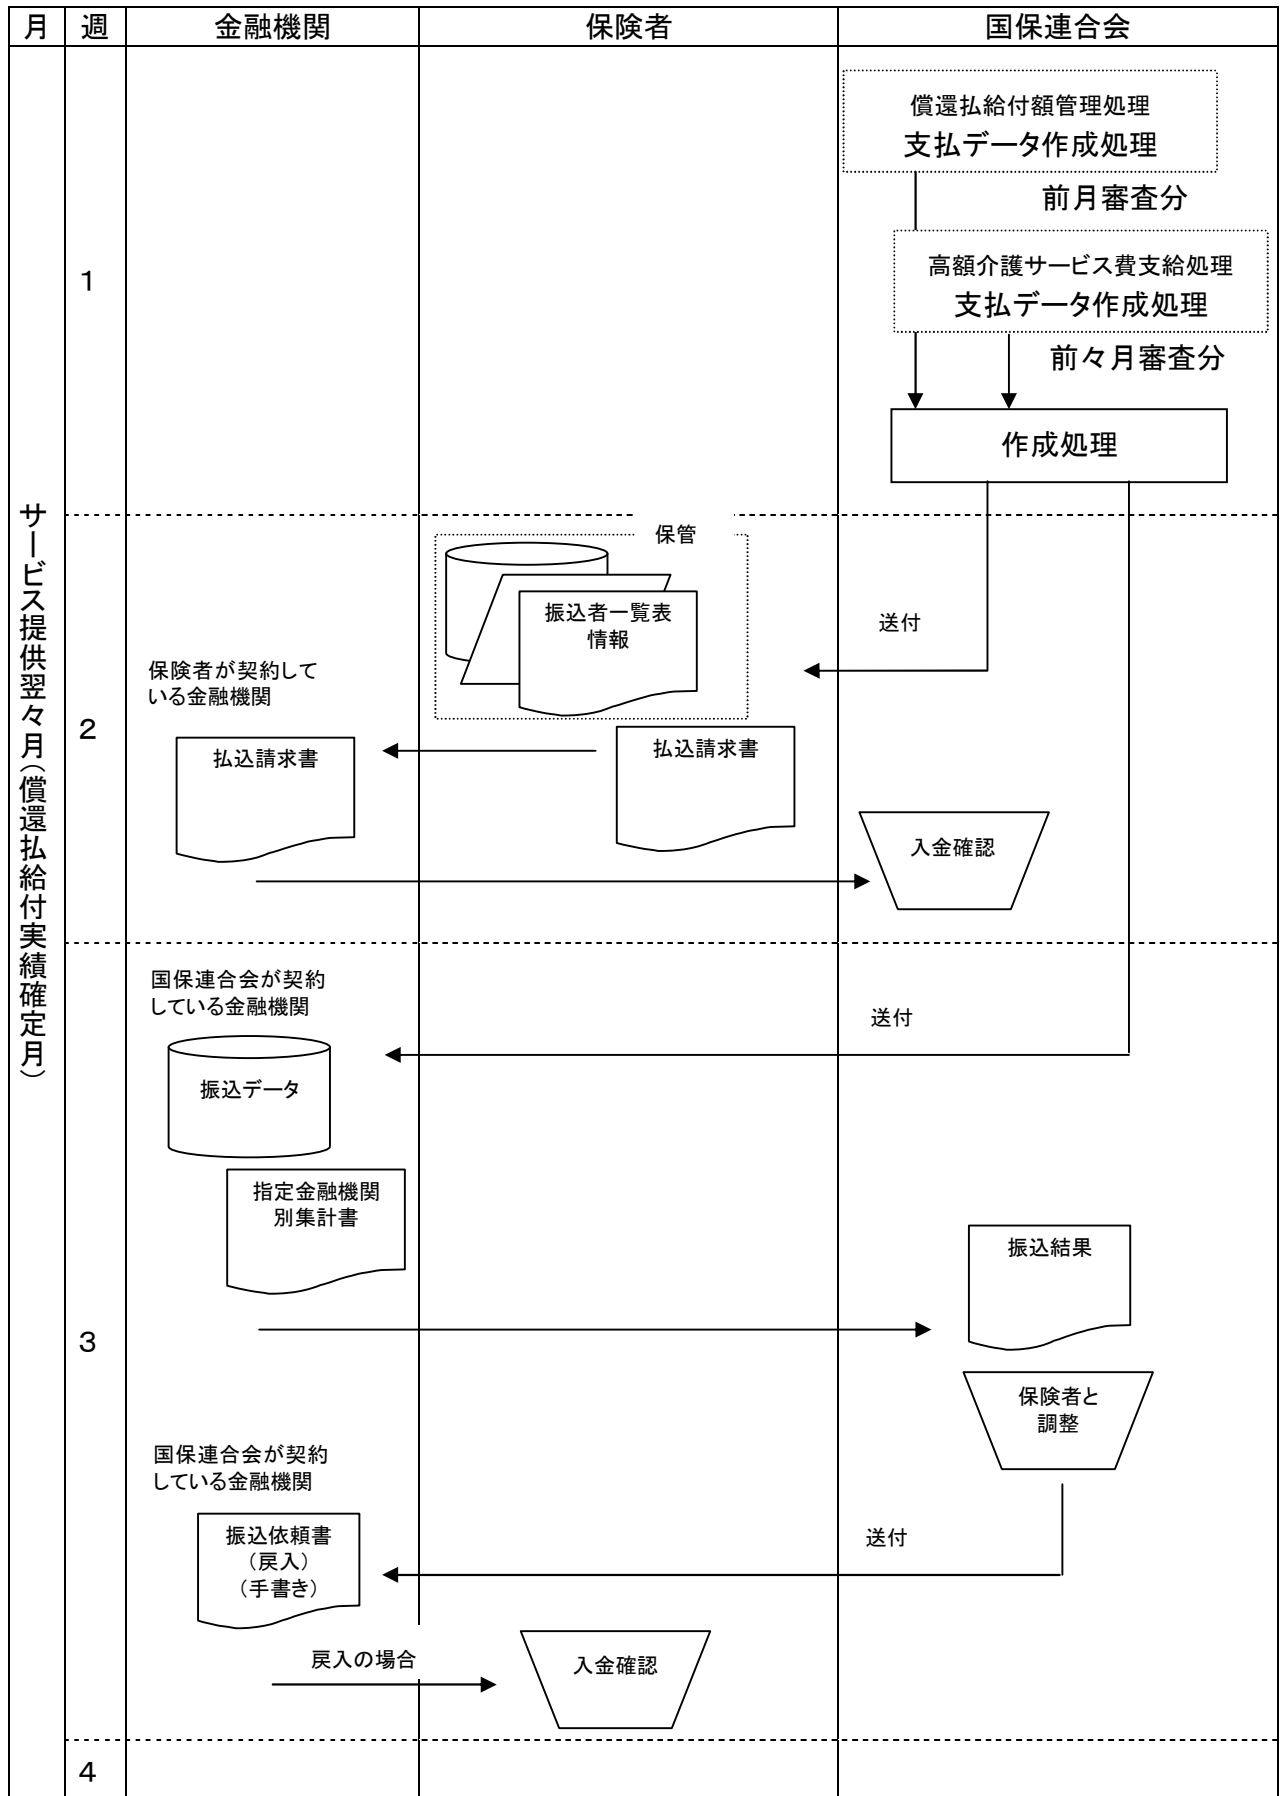 月 週 金融機関 保険者 国保連合会
サービス提供翌々月（償還払給付実績確定月）
1
償還払給付額管理処理
支払データ作成処理
前月審査分
高額介護サービス費支給処理
支払データ作成処理
前々月審査分
作成処理
2
保管
振込者一覧表
情報
送付
保険者が契約して
いる金融機関
払込請求書
払込請求書
入金確認
3
国保連合会が契約
している金融機関
送付
振込データ
指定金融機関
別集計書
振込結果
保険者と
調整
国保連合会が契約
している金融機関
振込依頼書
（戻入）
（手書き）
送付
戻入の場合
入金確認
4